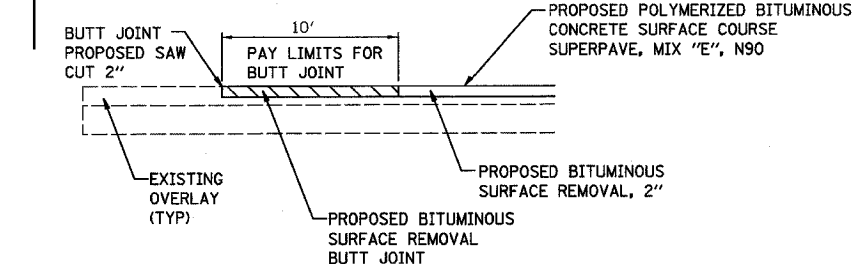 BUTT JOINT
PROPOSED SAW
CUT 2"
10'
PAY LIMITS FOR
BUTT JOINT
PROPOSED POLYMERIZED BITUMINOUS
CONCRETE SURFACE COURSE
SUPERPAVE, MIX "E", N90
EXISTING
OVERLAY
(TYP)
PROPOSED BITUMINOUS
SURFACE REMOVAL
BUTT JOINT
PROPOSED BITUMINOUS
SURFACE REMOVAL, 2"